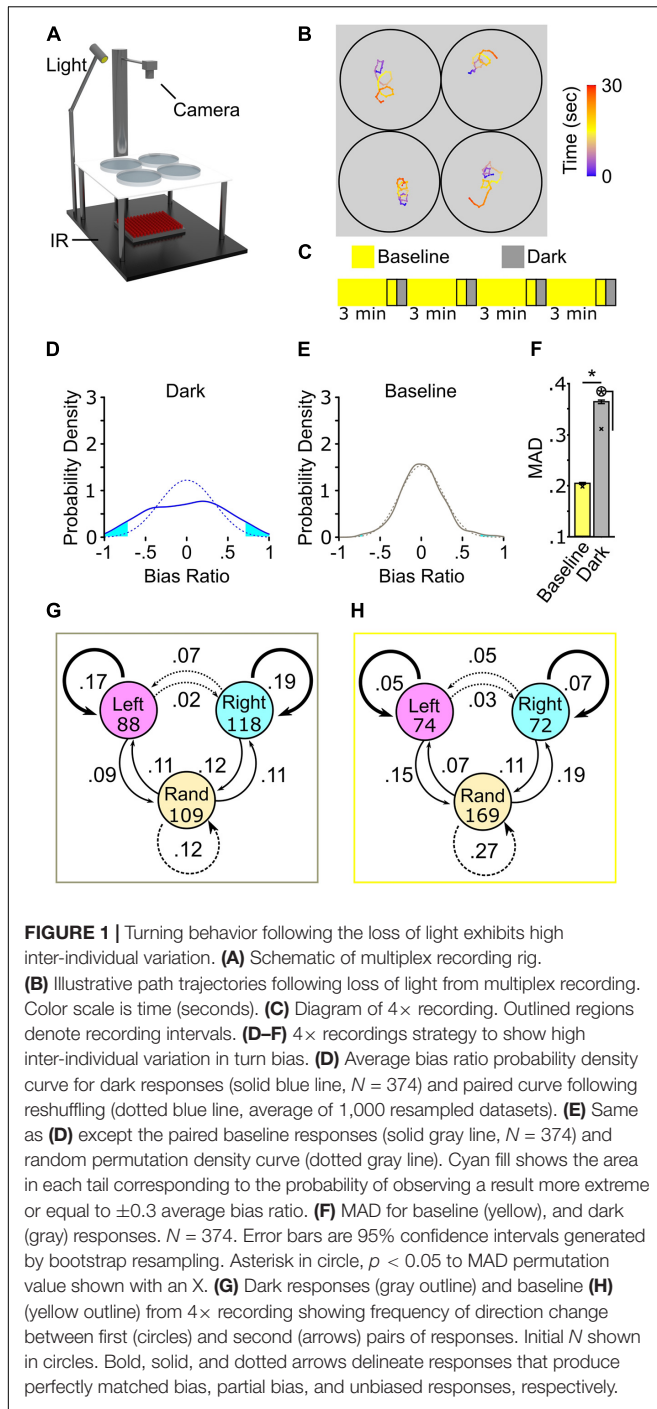 A
Light
Camera
IR
B
30
Time (sec)
0
C
Baseline
Dark
3 min
3 min
3 min
3 min
D
Dark
Probability Density
3
2
1
0
-1
-.5
0
.5
1
Bias Ratio
E
Baseline
Probability Density
3
2
1
0
-1
-.5
0
.5
1
Bias Ratio
F
*
MAD
.4
.3
.2
.1
*
x
x
Baseline
Dark
G
.07
.02
.17
.19
Left
88
Right
118
.09
.11
.12
.11
Rand
109
.12
H
.05
.03
.05
.07
Left
74
Right
72
.15
.07
.11
.19
Rand
169
.27
FIGURE 1 | Turning behavior following the loss of light exhibits high
inter-individual variation. (A) Schematic of multiplex recording rig.
(B) Illustrative path trajectories following loss of light from multiplex recording.
Color scale is time (seconds). (C) Diagram of 4× recording. Outlined regions
denote recording intervals. (D–F) 4× recordings strategy to show high
inter-individual variation in turn bias. (D) Average bias ratio probability density
curve for dark responses (solid blue line, N = 374) and paired curve following
reshuffling (dotted blue line, average of 1,000 resampled datasets). (E) Same
as (D) except the paired baseline responses (solid gray line, N = 374) and
random permutation density curve (dotted gray line). Cyan fill shows the area
in each tail corresponding to the probability of observing a result more extreme
or equal to ±0.3 average bias ratio. (F) MAD for baseline (yellow), and dark
(gray) responses. N = 374. Error bars are 95% confidence intervals generated
by bootstrap resampling. Asterisk in circle, p < 0.05 to MAD permutation
value shown with an X. (G) Dark responses (gray outline) and baseline (H)
(yellow outline) from 4× recording showing frequency of direction change
between first (circles) and second (arrows) pairs of responses. Initial N shown
in circles. Bold, solid, and dotted arrows delineate responses that produce
perfectly matched bias, partial bias, and unbiased responses, respectively.